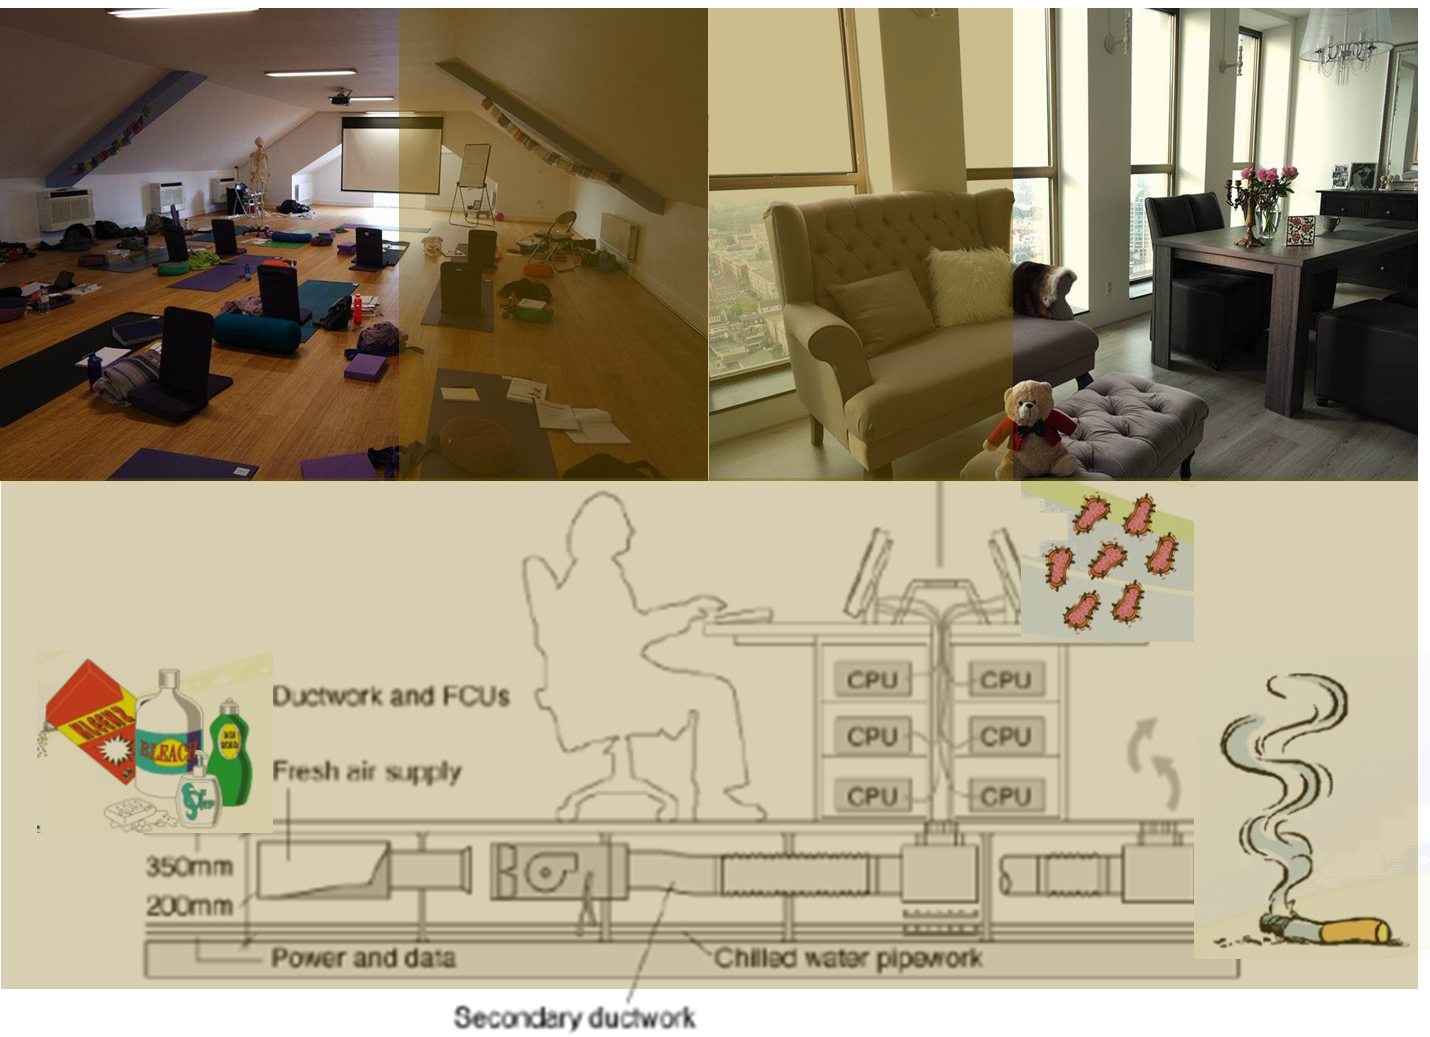 CPU CPU
Ductwork and FCUs
CPU CPU
BLEACH
Fresh air supply
CPU CPU
350mm
200mm
Power and data
Chilled water pipework
Secondary ductwork